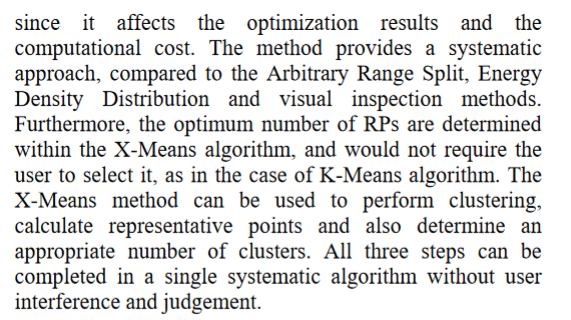 since it affects the optimization results and the
computational cost. The method provides a systematic
approach, compared to the Arbitrary Range Split, Energy
Density Distribution and visual inspection methods.
Furthermore, the optimum number of RPs are determined
within the X-Means algorithm, and would not require the
user to select it, as in the case of K-Means algorithm. The
X-Means method can be used to perform clustering,
calculate representative points and also determine an
appropriate number of clusters. All three steps can be
completed in a single systematic algorithm without user
interference and judgement.